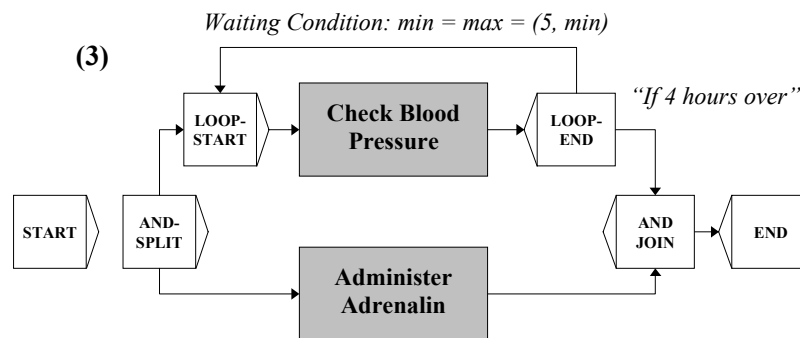 Waiting Condition: min = max = (5, min)
(3)
LOOP-
START
Check Blood
Pressure
LOOP-
END
“If 4 hours over”
START
AND-
SPLIT
AND
JOIN
END
Administer
Adrenalin